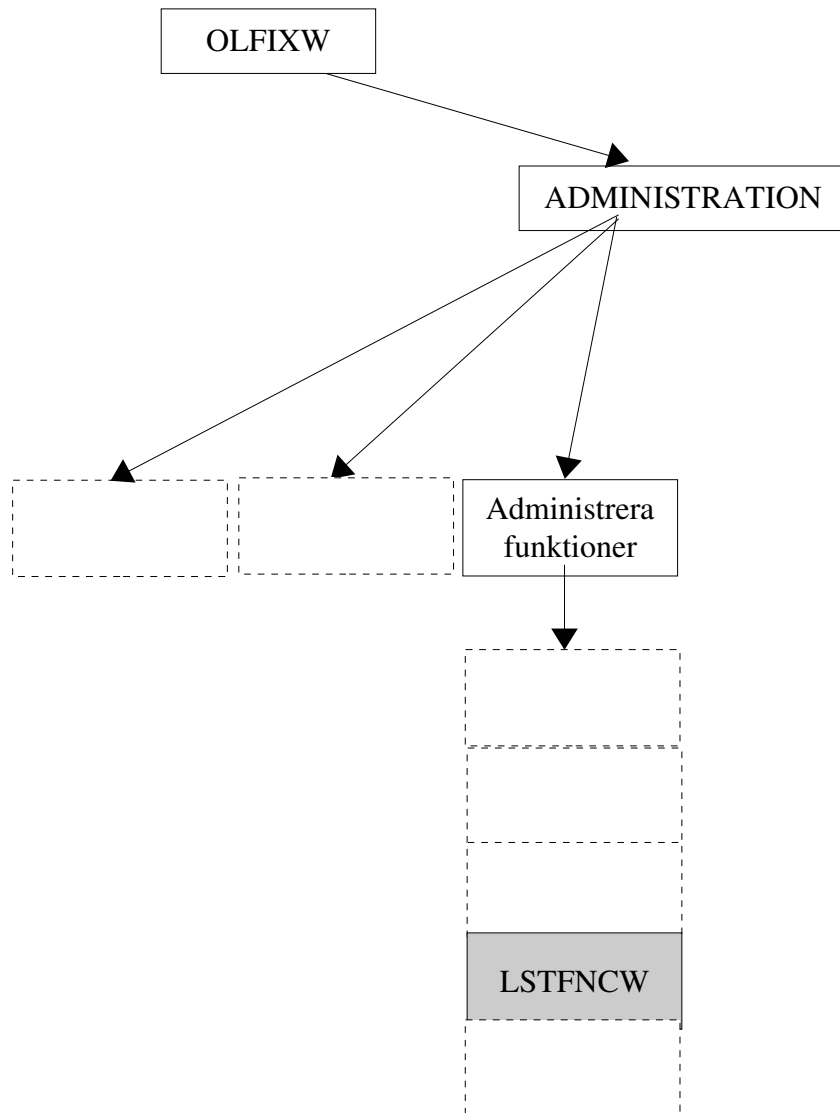 OLFIXW
ADMINISTRATION
Administrera
funktioner
LSTFNCW